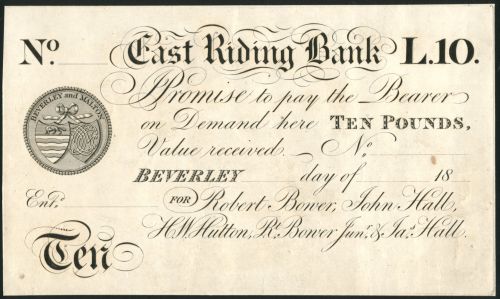 No. East Riding Bank L.10.
BEVERLEY and MALTON
I Promise to pay the Bearer
on Demand here TEN POUNDS,
Value received. No.
BEVERLEY day of 18
Ent.d FOR Robert Bower, John Hall,
H.W. Hutton, Rt. Bower Junr. & Jas. Hall.
Ten